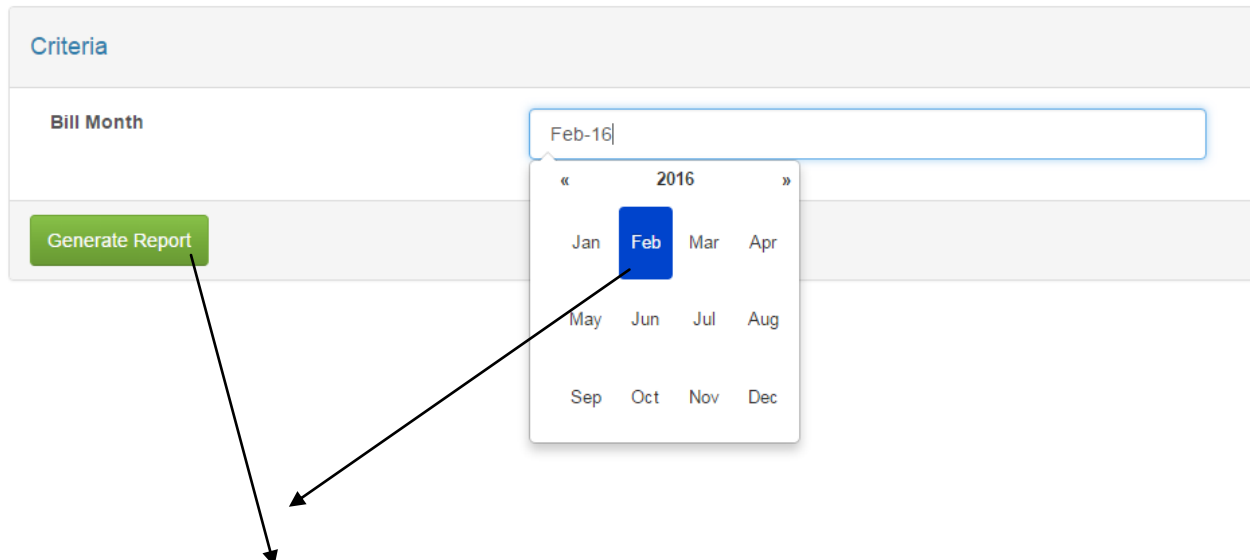 Criteria
Bill Month
Feb-16
« 2016 »
Jan Feb Mar Apr
May Jun Jul Aug
Sep Oct Nov Dec
Generate Report